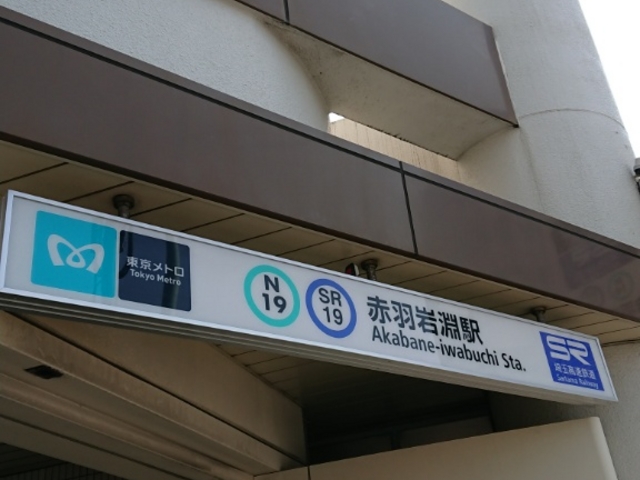 東京メトロ
Tokyo Metro
N
19
SR
19
赤羽岩淵駅
Akabane-iwabuchi Sta.
SR
埼玉高速鉄道
Saitama Railway